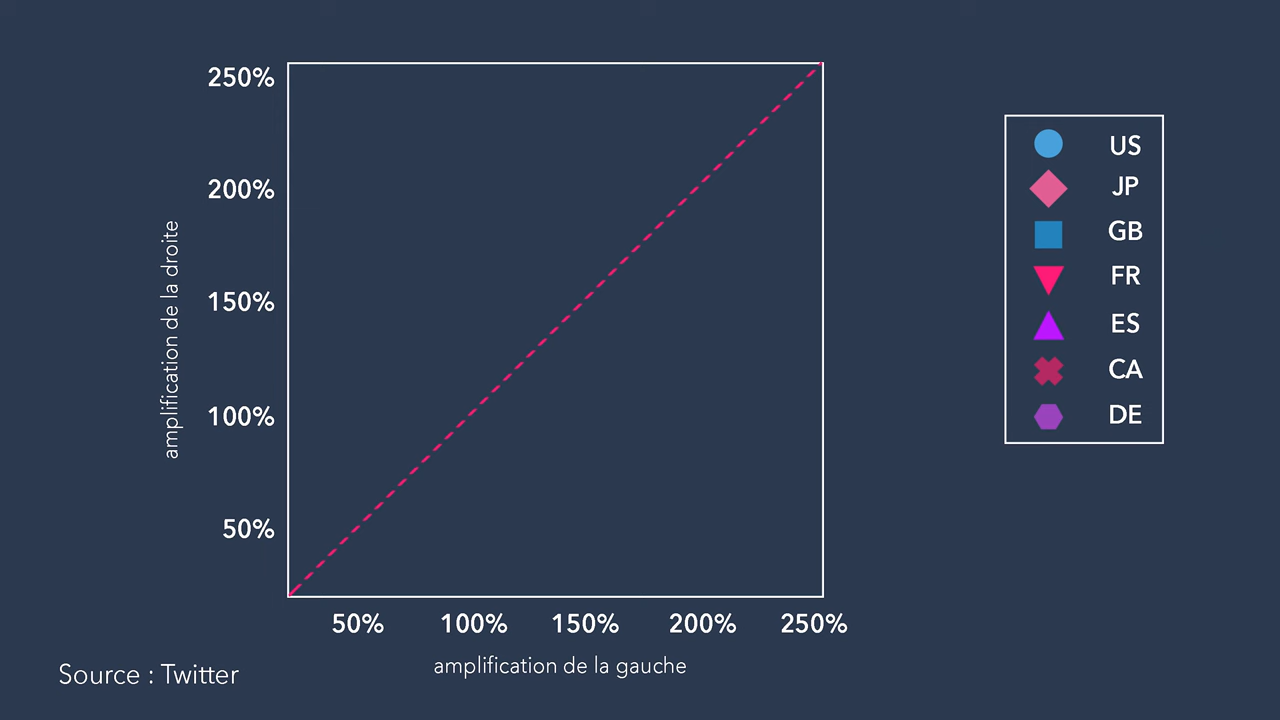 250%
200%
150%
100%
50%
amplification de la droite
50% 100% 150% 200% 250%
amplification de la gauche
Source : Twitter
US
JP
GB
FR
ES
CA
DE